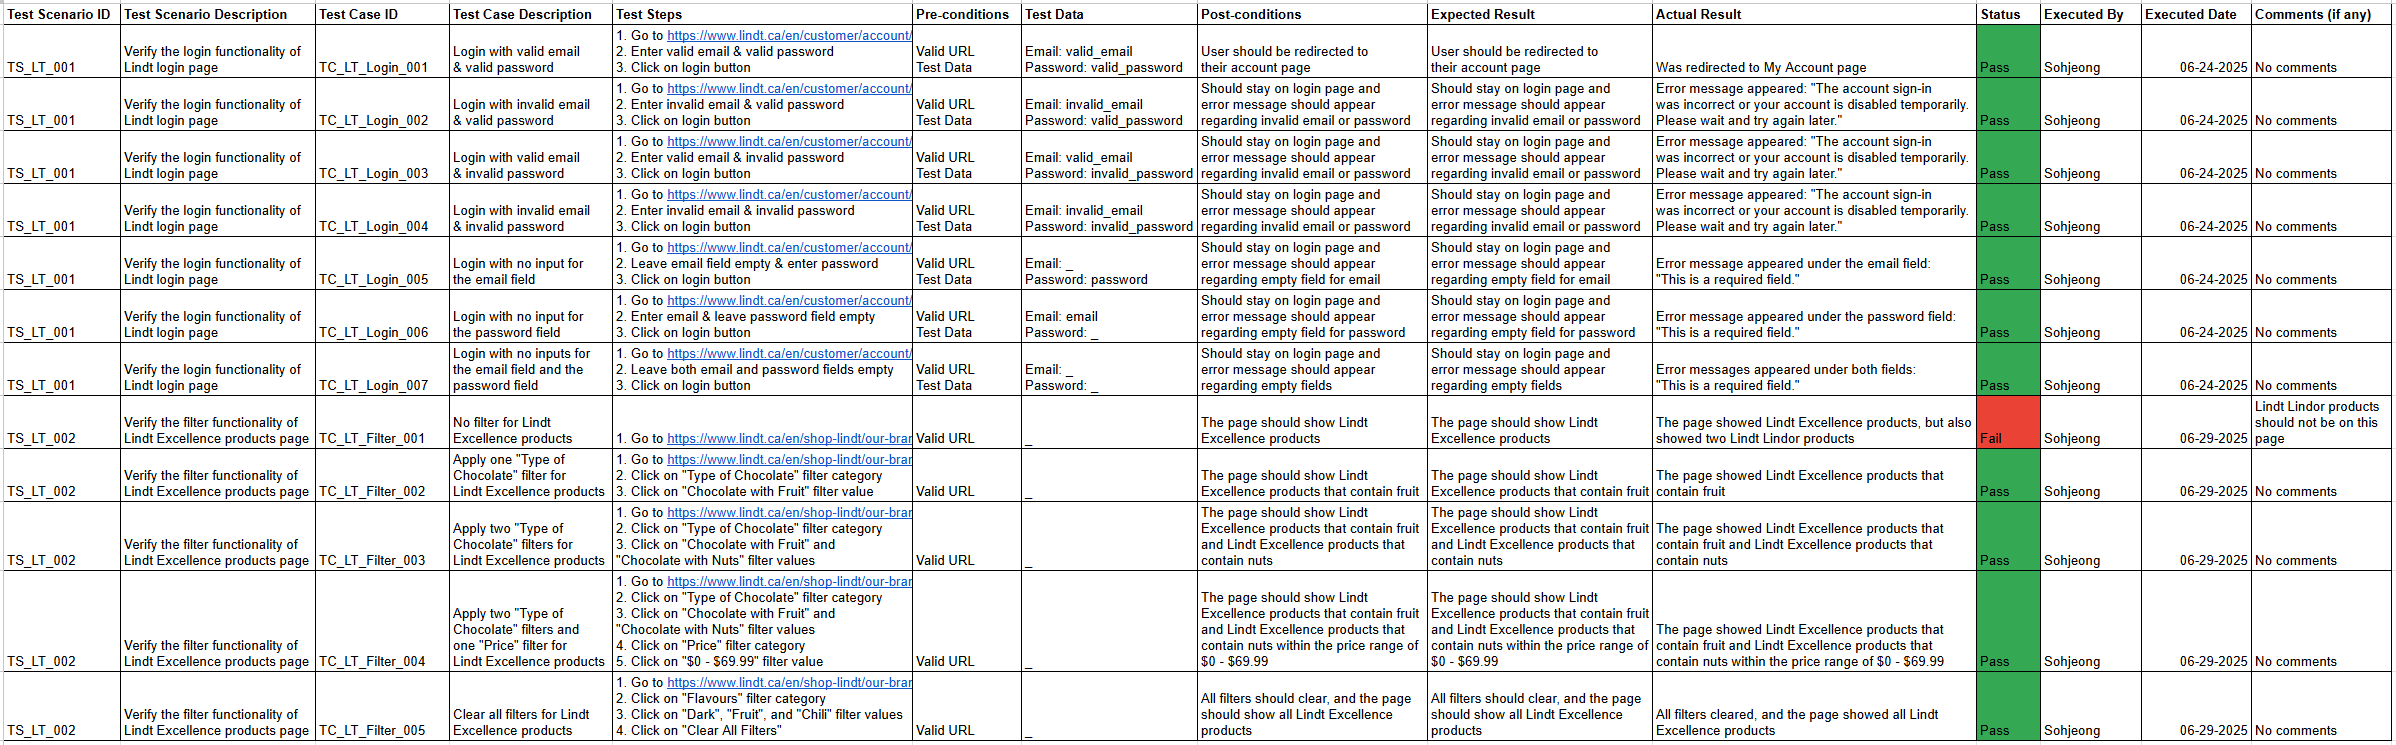 Test Scenario ID
Test Scenario Description
Test Case ID
Test Case Description
Test Steps
Pre-conditions
Test Data
Post-conditions
Expected Result
Actual Result
Status
Executed By
Executed Date
Comments (if any)
TS_LT_001
Verify the login functionality of
Lindt login page
TC_LT_Login_001
Login with valid email
& valid password
1. Go to https://www.lindt.ca/en/customer/account/
2. Enter valid email & valid password
3. Click on login button
Valid URL
Test Data
Email: valid_email
Password: valid_password
User should be redirected to
their account page
User should be redirected to
their account page
Was redirected to My Account page
Pass
Sohjeong
06-24-2025
No comments
TS_LT_001
Verify the login functionality of
Lindt login page
TC_LT_Login_002
Login with invalid email
& valid password
1. Go to https://www.lindt.ca/en/customer/account/
2. Enter invalid email & valid password
3. Click on login button
Valid URL
Test Data
Email: invalid_email
Password: valid_password
Should stay on login page and
error message should appear
regarding invalid email or password
Should stay on login page and
error message should appear
regarding invalid email or password
Error message appeared: "The account sign-in
was incorrect or your account is disabled temporarily.
Please wait and try again later."
Pass
Sohjeong
06-24-2025
No comments
TS_LT_001
Verify the login functionality of
Lindt login page
TC_LT_Login_003
Login with valid email
& invalid password
1. Go to https://www.lindt.ca/en/customer/account/
2. Enter valid email & invalid password
3. Click on login button
Valid URL
Test Data
Email: valid_email
Password: invalid_password
Should stay on login page and
error message should appear
regarding invalid email or password
Should stay on login page and
error message should appear
regarding invalid email or password
Error message appeared: "The account sign-in
was incorrect or your account is disabled temporarily.
Please wait and try again later."
Pass
Sohjeong
06-24-2025
No comments
TS_LT_001
Verify the login functionality of
Lindt login page
TC_LT_Login_004
Login with invalid email
& invalid password
1. Go to https://www.lindt.ca/en/customer/account/
2. Enter invalid email & invalid password
3. Click on login button
Valid URL
Test Data
Email: invalid_email
Password: invalid_password
Should stay on login page and
error message should appear
regarding invalid email or password
Should stay on login page and
error message should appear
regarding invalid email or password
Error message appeared: "The account sign-in
was incorrect or your account is disabled temporarily.
Please wait and try again later."
Pass
Sohjeong
06-24-2025
No comments
TS_LT_001
Verify the login functionality of
Lindt login page
TC_LT_Login_005
Login with no input for
the email field
1. Go to https://www.lindt.ca/en/customer/account/
2. Leave email field empty & enter password
3. Click on login button
Valid URL
Test Data
Email: _
Password: password
Should stay on login page and
error message should appear
regarding empty field for email
Should stay on login page and
error message should appear
regarding empty field for email
Error message appeared under the email field:
"This is a required field."
Pass
Sohjeong
06-24-2025
No comments
TS_LT_001
Verify the login functionality of
Lindt login page
TC_LT_Login_006
Login with no input for
the password field
1. Go to https://www.lindt.ca/en/customer/account/
2. Enter email & leave password field empty
3. Click on login button
Valid URL
Test Data
Email: email
Password: _
Should stay on login page and
error message should appear
regarding empty field for password
Should stay on login page and
error message should appear
regarding empty field for password
Error message appeared under the password field:
"This is a required field."
Pass
Sohjeong
06-24-2025
No comments
TS_LT_001
Verify the login functionality of
Lindt login page
TC_LT_Login_007
Login with no inputs for
the email field and the
password field
1. Go to https://www.lindt.ca/en/customer/account/
2. Leave both email and password fields empty
3. Click on login button
Valid URL
Test Data
Email: _
Password: _
Should stay on login page and
error message should appear
regarding empty fields
Should stay on login page and
error message should appear
regarding empty fields
Error messages appeared under both fields:
"This is a required field."
Pass
Sohjeong
06-24-2025
No comments
TS_LT_002
Verify the filter functionality of
Lindt Excellence products page
TC_LT_Filter_001
No filter for Lindt
Excellence products
1. Go to https://www.lindt.ca/en/shop-lindt/our-brar
Valid URL
_
The page should show Lindt
Excellence products
The page should show Lindt
Excellence products
The page showed Lindt Excellence products, but also
showed two Lindt Lindor products
Fail
Sohjeong
06-29-2025
Lindt Lindor products
should not be on this
page
TS_LT_002
Verify the filter functionality of
Lindt Excellence products page
TC_LT_Filter_002
Apply one "Type of
Chocolate" filter for
Lindt Excellence products
1. Go to https://www.lindt.ca/en/shop-lindt/our-brar
2. Click on "Type of Chocolate" filter category
3. Click on "Chocolate with Fruit" filter value
Valid URL
_
The page should show Lindt
Excellence products that contain fruit
The page should show Lindt
Excellence products that contain fruit
The page showed Lindt Excellence products that
contain fruit
Pass
Sohjeong
06-29-2025
No comments
TS_LT_002
Verify the filter functionality of
Lindt Excellence products page
TC_LT_Filter_003
Apply two "Type of
Chocolate" filters for
Lindt Excellence products
1. Go to https://www.lindt.ca/en/shop-lindt/our-brar
2. Click on "Type of Chocolate" filter category
3. Click on "Chocolate with Fruit" and
"Chocolate with Nuts" filter values
Valid URL
_
The page should show Lindt
Excellence products that contain fruit
and Lindt Excellence products that
contain nuts
The page should show Lindt
Excellence products that contain fruit
and Lindt Excellence products that
contain nuts
The page showed Lindt Excellence products that
contain fruit and Lindt Excellence products that
contain nuts
Pass
Sohjeong
06-29-2025
No comments
TS_LT_002
Verify the filter functionality of
Lindt Excellence products page
TC_LT_Filter_004
Apply two "Type of
Chocolate" filters and
one "Price" filter for
Lindt Excellence products
1. Go to https://www.lindt.ca/en/shop-lindt/our-brar
2. Click on "Type of Chocolate" filter category
3. Click on "Chocolate with Fruit" and
"Chocolate with Nuts" filter values
4. Click on "Price" filter category
5. Click on "$0 - $69.99" filter value
Valid URL
_
The page should show Lindt
Excellence products that contain fruit
and Lindt Excellence products that
contain nuts within the price range of
$0 - $69.99
The page should show Lindt
Excellence products that contain fruit
and Lindt Excellence products that
contain nuts within the price range of
$0 - $69.99
The page showed Lindt Excellence products that
contain fruit and Lindt Excellence products that
contain nuts within the price range of $0 - $69.99
Pass
Sohjeong
06-29-2025
No comments
TS_LT_002
Verify the filter functionality of
Lindt Excellence products page
TC_LT_Filter_005
Clear all filters for Lindt
Excellence products
1. Go to https://www.lindt.ca/en/shop-lindt/our-brar
2. Click on "Flavours" filter category
3. Click on "Dark", "Fruit", and "Chili" filter values
4. Click on "Clear All Filters"
Valid URL
_
All filters should clear, and the page
should show all Lindt Excellence
products
All filters should clear, and the page
should show all Lindt Excellence
products
All filters cleared, and the page showed all Lindt
Excellence products
Pass
Sohjeong
06-29-2025
No comments